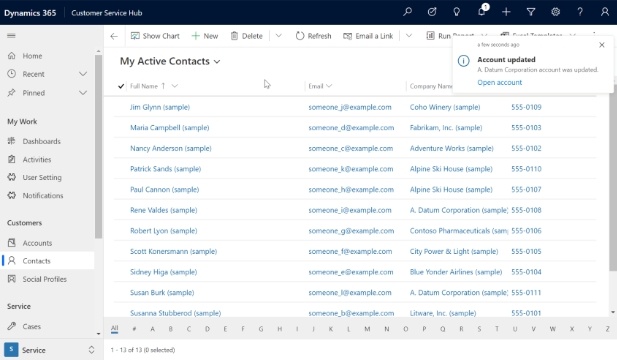 Dynamics 365 Customer Service Hub
1
Show Chart New Delete Refresh Email a Link Run Report Excel Templates
a few seconds ago
Account updated
A. Datum Corporation account was updated.
Open account
Home
Recent
Pinned
My Work
Dashboards
Activities
User Setting
Notifications
Customers
Accounts
Contacts
Social Profiles
Service
Cases
S Service
My Active Contacts
Full Name Email Company Name
Jim Glynn (sample) someone_j@example.com Coho Winery (sample) 555-0109
Maria Campbell (sample) someone_d@example.com Fabrikam, Inc. (sample) 555-0103
Nancy Anderson (sample) someone_c@example.com Adventure Works (sample) 555-0102
Patrick Sands (sample) someone_k@example.com Alpine Ski House (sample) 555-0110
Paul Cannon (sample) someone_h@example.com Alpine Ski House (sample) 555-0107
Rene Valdes (sample) someone_i@example.com A. Datum Corporation (sample) 555-0108
Robert Lyon (sample) someone_g@example.com Contoso Pharmaceuticals (sam 555-0106
Scott Konersmann (sample) someone_f@example.com City Power & Light (sample) 555-0105
Sidney Higa (sample) someone_e@example.com Blue Yonder Airlines (sample) 555-0104
Susan Burk (sample) someone_l@example.com A. Datum Corporation (sample) 555-0111
Susanna Stubberod (sample) someone_b@example.com Litware, Inc. (sample) 555-0101
All # A B C D E F G H I J K L M N O P Q R S T U V W X Y Z
1 - 13 of 13 (0 selected)